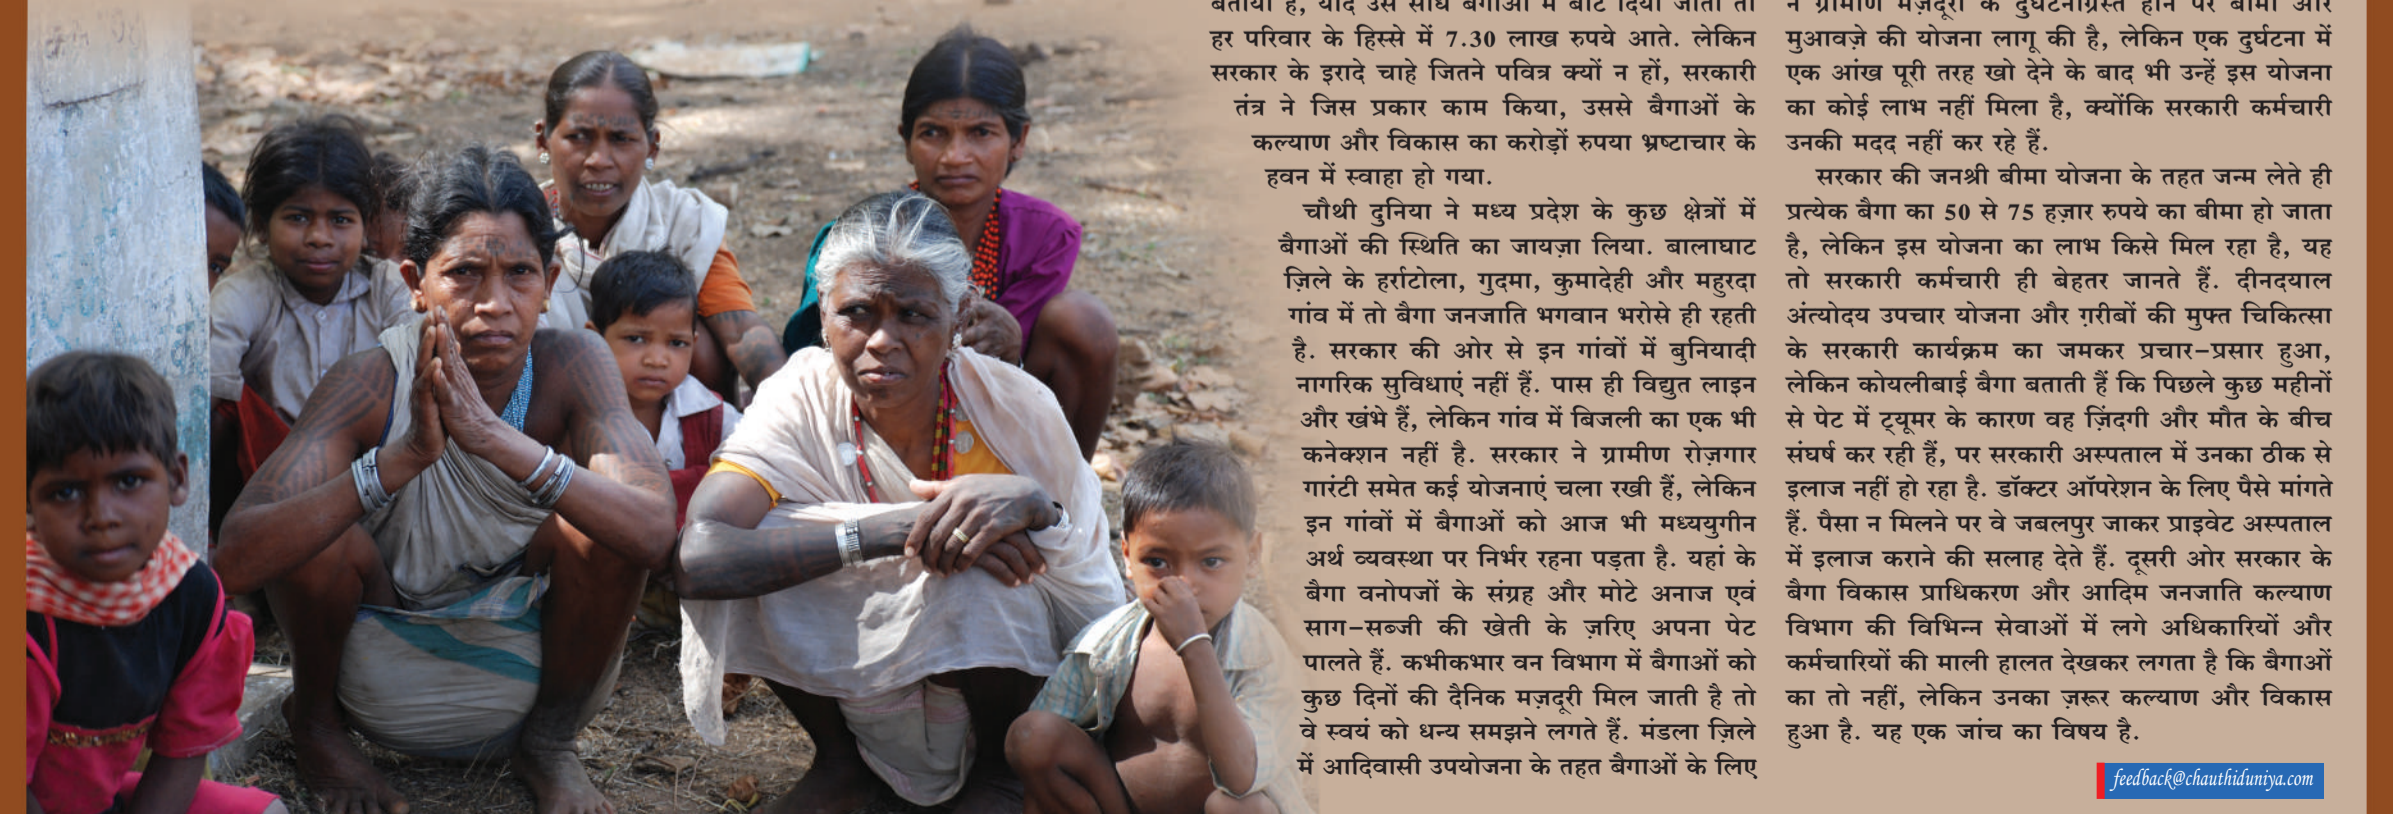 बताया है, यदि उसे सीधे बैगाओं में बांट दिया जाता तो
हर परिवार के हिस्से में 7.30 लाख रुपये आते. लेकिन
सरकार के इरादे चाहे जितने पवित्र क्यों न हों, सरकारी
तंत्र ने जिस प्रकार काम किया, उससे बैगाओं के
कल्याण और विकास का करोड़ों रुपया भ्रष्टाचार के
हवन में स्वाहा हो गया.
चौथी दुनिया ने मध्य प्रदेश के कुछ क्षेत्रों में
बैगाओं की स्थिति का जायज़ा लिया. बालाघाट
ज़िले के हर्राटोला, गुदमा, कुमादेही और महुरदा
गांव में तो बैगा जनजाति भगवान भरोसे ही रहती
है. सरकार की ओर से इन गांवों में बुनियादी
नागरिक सुविधाएं नहीं हैं. पास ही विद्युत लाइन
और खंभे हैं, लेकिन गांव में बिजली का एक भी
कनेक्शन नहीं है. सरकार ने ग्रामीण रोज़गार
गारंटी समेत कई योजनाएं चला रखी हैं, लेकिन
इन गांवों में बैगाओं को आज भी मध्ययुगीन
अर्थ व्यवस्था पर निर्भर रहना पड़ता है. यहां के
बैगा वनोपजों के संग्रह और मोटे अनाज एवं
साग-सब्जी की खेती के ज़रिए अपना पेट
पालते हैं. कभीकभार वन विभाग में बैगाओं को
कुछ दिनों की दैनिक मज़दूरी मिल जाती है तो
वे स्वयं को धन्य समझने लगते हैं. मंडला ज़िले
में आदिवासी उपयोजना के तहत बैगाओं के लिए
ने ग्रामीण मज़दूरों के दुर्घटनाग्रस्त होने पर बीमा और
मुआवज़े की योजना लागू की है, लेकिन एक दुर्घटना में
एक आंख पूरी तरह खो देने के बाद भी उन्हें इस योजना
का कोई लाभ नहीं मिला है, क्योंकि सरकारी कर्मचारी
उनकी मदद नहीं कर रहे हैं.
सरकार की जनश्री बीमा योजना के तहत जन्म लेते ही
प्रत्येक बैगा का 50 से 75 हज़ार रुपये का बीमा हो जाता
है, लेकिन इस योजना का लाभ किसे मिल रहा है, यह
तो सरकारी कर्मचारी ही बेहतर जानते हैं. दीनदयाल
अंत्योदय उपचार योजना और ग़रीबों की मुफ्त चिकित्सा
के सरकारी कार्यक्रम का जमकर प्रचार-प्रसार हुआ,
लेकिन कोयलीबाई बैगा बताती हैं कि पिछले कुछ महीनों
से पेट में ट्यूमर के कारण वह ज़िंदगी और मौत के बीच
संघर्ष कर रही हैं, पर सरकारी अस्पताल में उनका ठीक से
इलाज नहीं हो रहा है. डॉक्टर ऑपरेशन के लिए पैसे मांगते
हैं. पैसा न मिलने पर वे जबलपुर जाकर प्राइवेट अस्पताल
में इलाज कराने की सलाह देते हैं. दूसरी ओर सरकार के
बैगा विकास प्राधिकरण और आदिम जनजाति कल्याण
विभाग की विभिन्न सेवाओं में लगे अधिकारियों और
कर्मचारियों की माली हालत देखकर लगता है कि बैगाओं
का तो नहीं, लेकिन उनका ज़रूर कल्याण और विकास
हुआ है. यह एक जांच का विषय है.
feedback@chauthiduniya.com